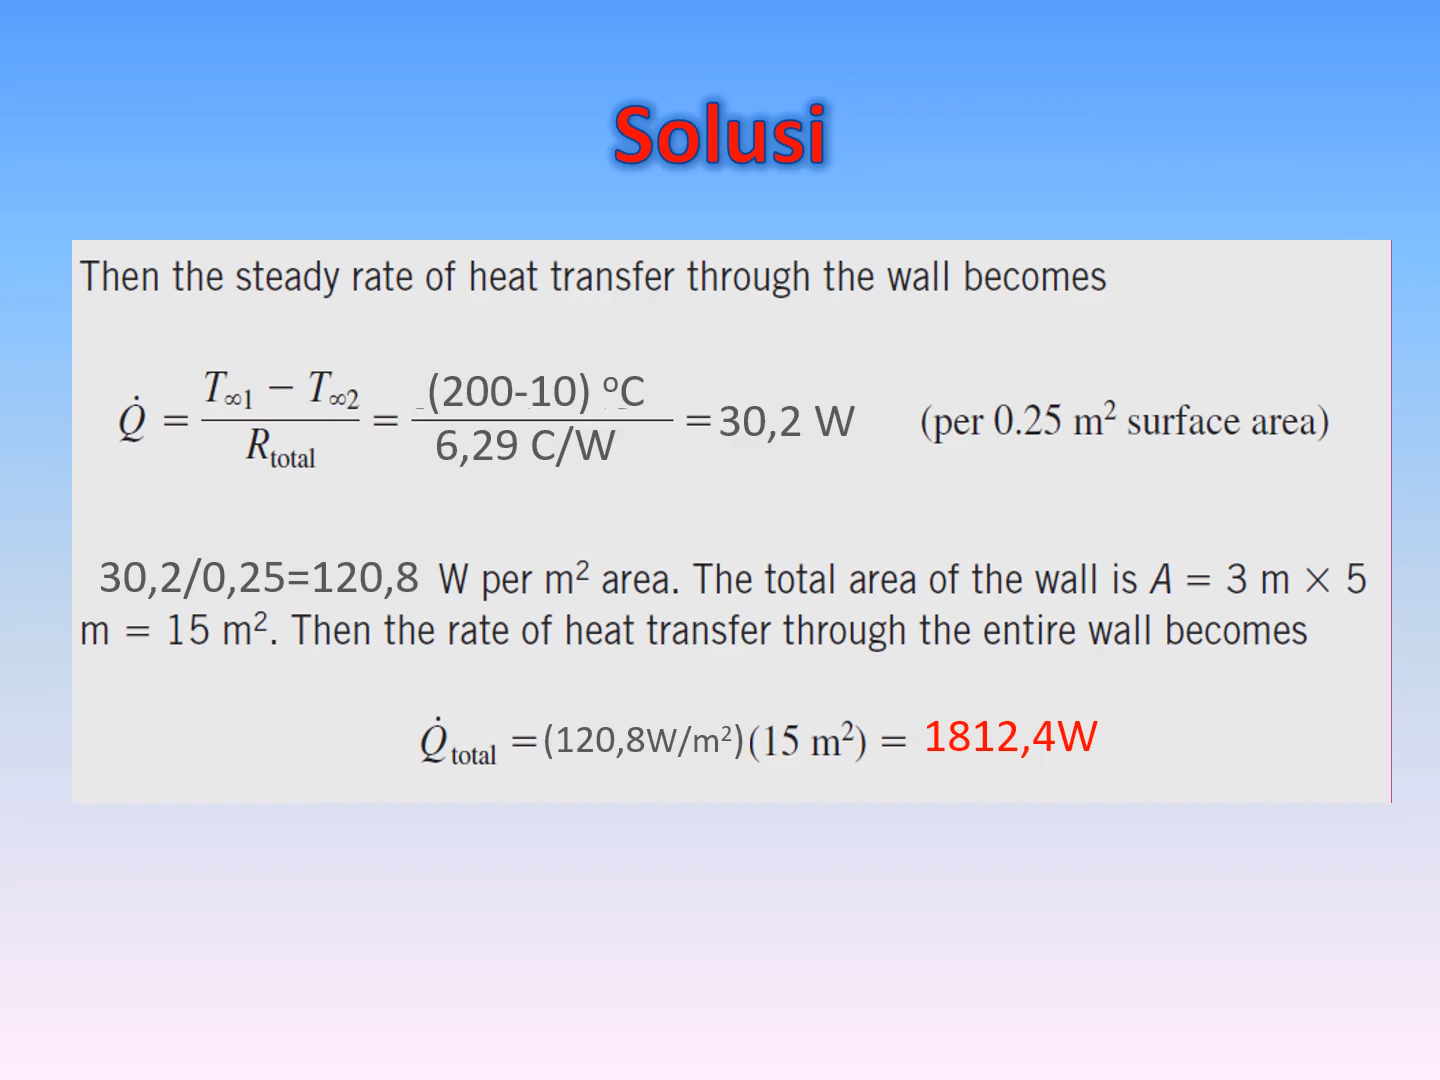 Solusi
Then the steady rate of heat transfer through the wall becomes
Q̇ = (T∞1 − T∞2) / Rtotal = (200-10) ºC / 6,29 C/W = 30,2 W (per 0.25 m² surface area)
30,2/0,25=120,8 W per m² area. The total area of the wall is A = 3 m × 5
m = 15 m². Then the rate of heat transfer through the entire wall becomes
Q̇total = (120,8W/m²)(15 m²) = 1812,4W